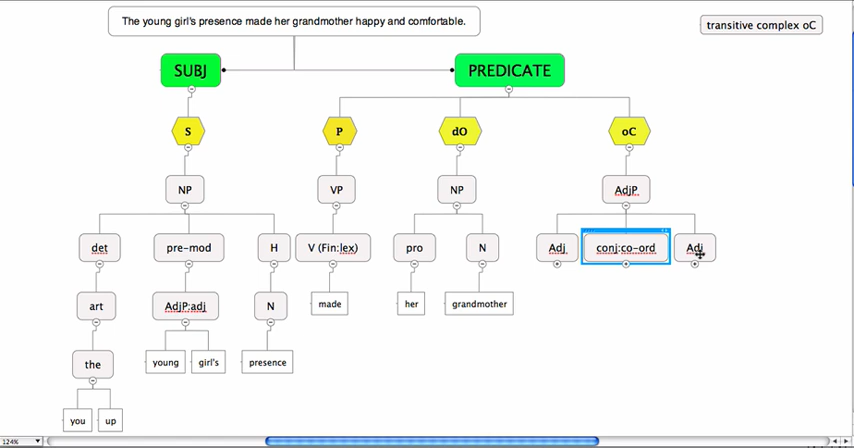 The young girl's presence made her grandmother happy and comfortable.
transitive complex oC
SUBJ
PREDICATE
S
P
dO
oC
NP
VP
NP
AdjP
det
pre-mod
H
V (Fin:lex)
pro
N
Adj
conj:co-ord
Adj
art
AdjP:adj
N
made
her
grandmother
the
young
girl's
presence
you
up
124%